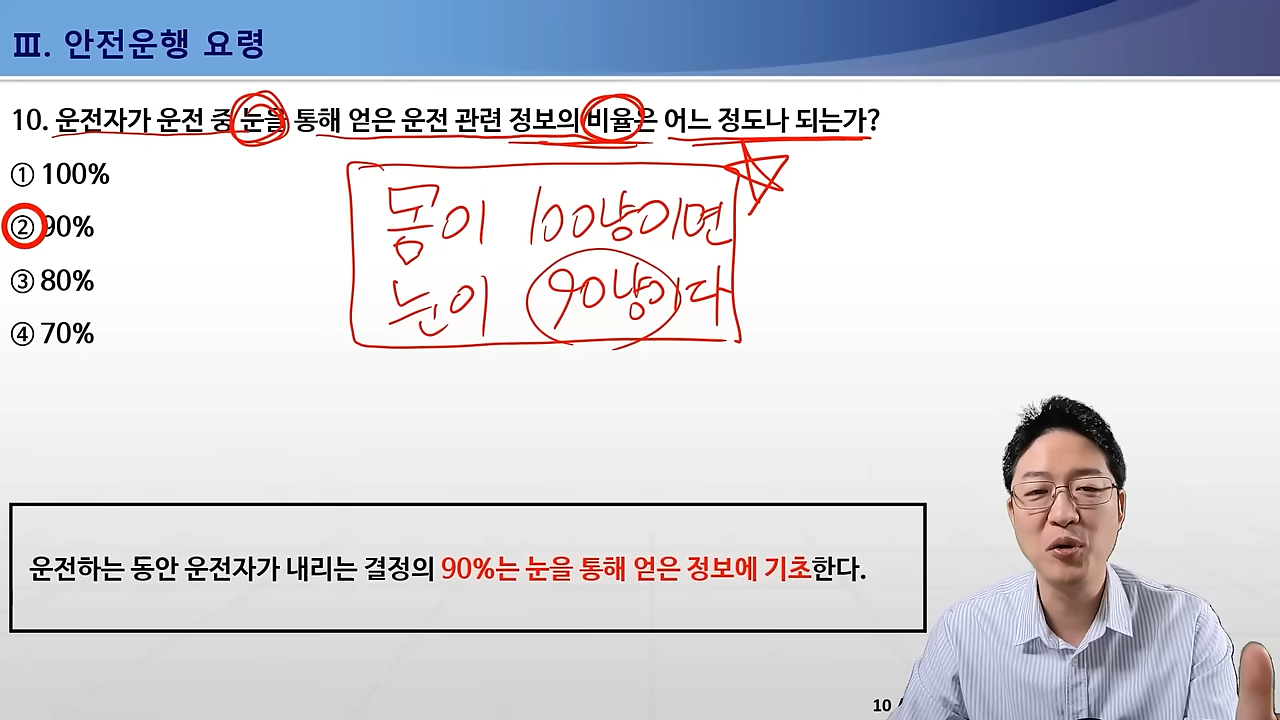 Ⅲ. 안전운행 요령
10. 운전자가 운전 중 눈을 통해 얻은 운전 관련 정보의 비율은 어느 정도나 되는가?
① 100%
② 90%
③ 80%
④ 70%
몸이 100냥이면
눈이 90냥이다
운전하는 동안 운전자가 내리는 결정의 90%는 눈을 통해 얻은 정보에 기초한다.
10